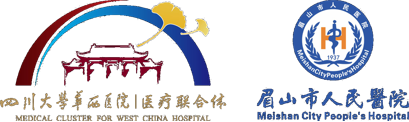 四川大学华西医院|医疗联合体
MEDICAL CLUSTER FOR WEST CHINA HOSPITAL
眉山市人民医院
1937
MeishanCityPeople'sHospital
眉山市人民醫院
Meishan City People's Hospital